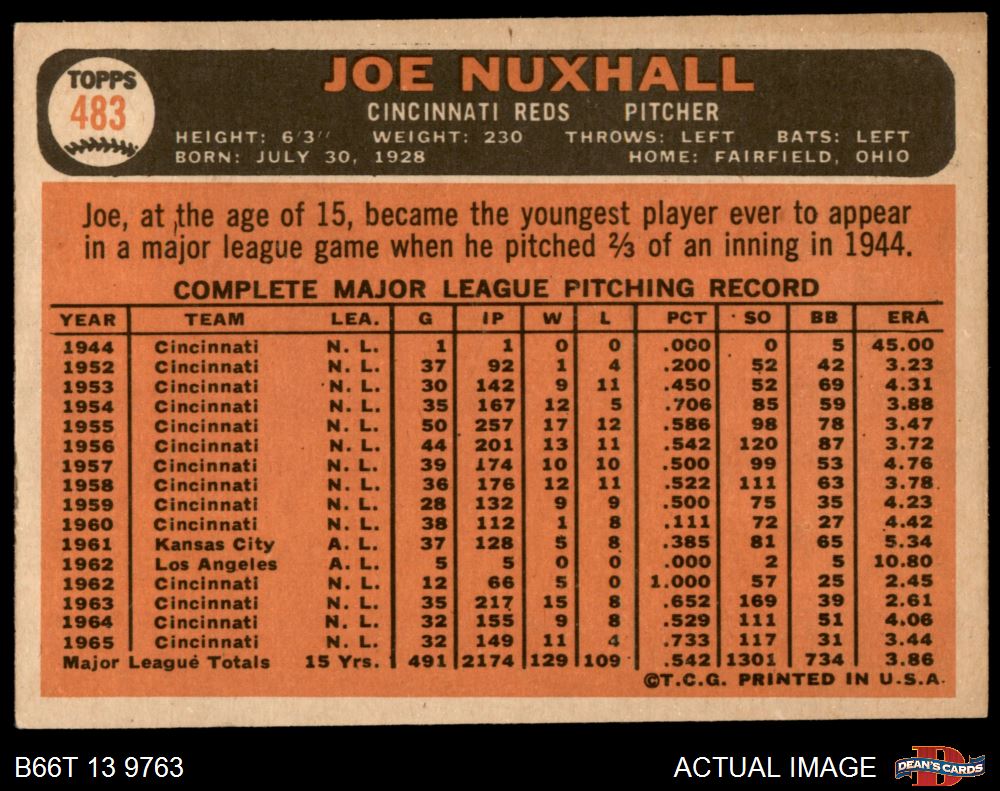 TOPPS
483
JOE NUXHALL
CINCINNATI REDS PITCHER
HEIGHT: 6'3'' WEIGHT: 230 THROWS: LEFT BATS: LEFT
BORN: JULY 30, 1928 HOME: FAIRFIELD, OHIO
Joe, at the age of 15, became the youngest player ever to appear
in a major league game when he pitched ⅔ of an inning in 1944.
COMPLETE MAJOR LEAGUE PITCHING RECORD
YEAR TEAM LEA. G IP W L PCT SO BB ERA
1944 Cincinnati N. L. 1 1 0 0 .000 0 5 45.00
1952 Cincinnati N. L. 37 92 1 4 .200 52 42 3.23
1953 Cincinnati N. L. 30 142 9 11 .450 52 69 4.31
1954 Cincinnati N. L. 35 167 12 5 .706 85 59 3.88
1955 Cincinnati N. L. 50 257 17 12 .586 98 78 3.47
1956 Cincinnati N. L. 44 201 13 11 .542 120 87 3.72
1957 Cincinnati N. L. 39 174 10 10 .500 99 53 4.76
1958 Cincinnati N. L. 36 176 12 11 .522 111 63 3.78
1959 Cincinnati N. L. 28 132 9 9 .500 75 35 4.23
1960 Cincinnati N. L. 38 112 1 8 .111 72 27 4.42
1961 Kansas City A. L. 37 128 5 8 .385 81 65 5.34
1962 Los Angeles A. L. 5 5 0 0 .000 2 5 10.80
1962 Cincinnati N. L. 12 66 5 0 1.000 57 25 2.45
1963 Cincinnati N. L. 35 217 15 8 .652 169 39 2.61
1964 Cincinnati N. L. 32 155 9 8 .529 111 51 4.06
1965 Cincinnati N. L. 32 149 11 4 .733 117 31 3.44
Major League Totals 15 Yrs. 491 2174 129 109 .542 1301 734 3.86
©T.C.G. PRINTED IN U.S.A.
B66T 13 9763 ACTUAL IMAGE
DEAN'S CARDS